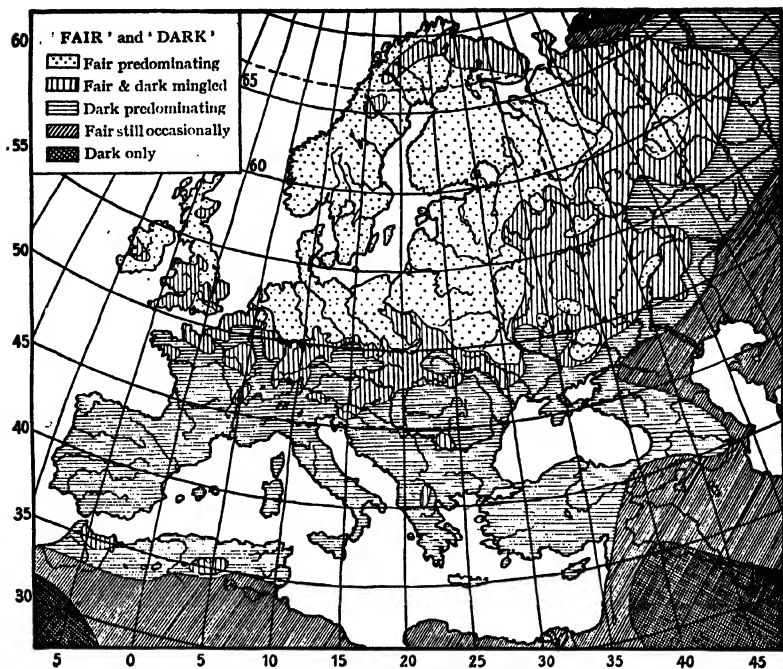 ' FAIR ' and ' DARK '
Fair predominating
Fair & dark mingled
Dark predominating
Fair still occasionally
Dark only
60
65
.55
60
50
45
40
35
30
5 0 5 10 15 20 25 30 35 40 45